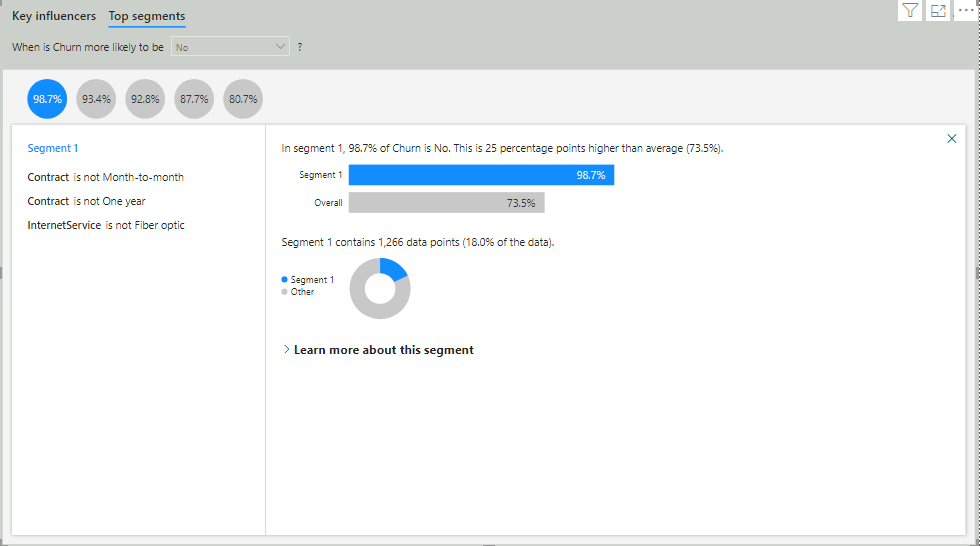 Key influencers Top segments
When is Churn more likely to be No ?
98.7% 93.4% 92.8% 87.7% 80.7%
Segment 1
Contract is not Month-to-month
Contract is not One year
InternetService is not Fiber optic
In segment 1, 98.7% of Churn is No. This is 25 percentage points higher than average (73.5%).
Segment 1 98.7%
Overall 73.5%
Segment 1 contains 1,266 data points (18.0% of the data).
Segment 1
Other
Learn more about this segment